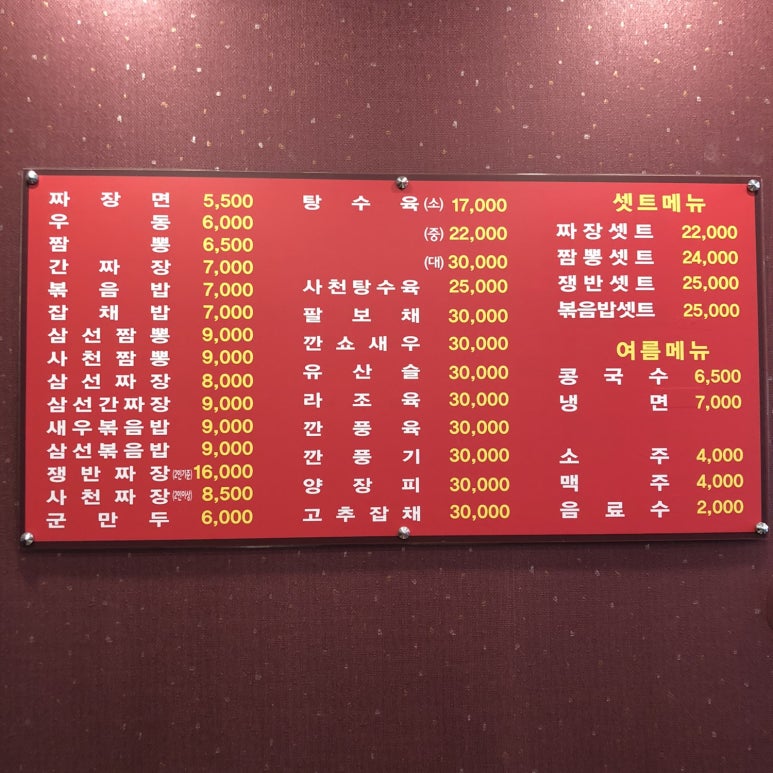 짜장면 5,500
우동 6,000
짬뽕 6,500
간짜장 7,000
볶음밥 7,000
잡채밥 7,000
삼선짬뽕 9,000
사천짬뽕 9,000
삼선짜장 8,000
삼선간짜장 9,000
새우볶음밥 9,000
삼선볶음밥 9,000
쟁반짜장 (2인기준) 16,000
사천짜장 (2인이상) 8,500
군만두 6,000
탕수육 (소) 17,000
(중) 22,000
(대) 30,000
사천탕수육 25,000
팔보채 30,000
깐쇼새우 30,000
유산슬 30,000
라조육 30,000
깐풍육 30,000
깐풍기 30,000
양장피 30,000
고추잡채 30,000
셋트메뉴
짜장셋트 22,000
짬뽕셋트 24,000
쟁반셋트 25,000
볶음밥셋트 25,000
여름메뉴
콩국수 6,500
냉면 7,000
소주 4,000
맥주 4,000
음료수 2,000